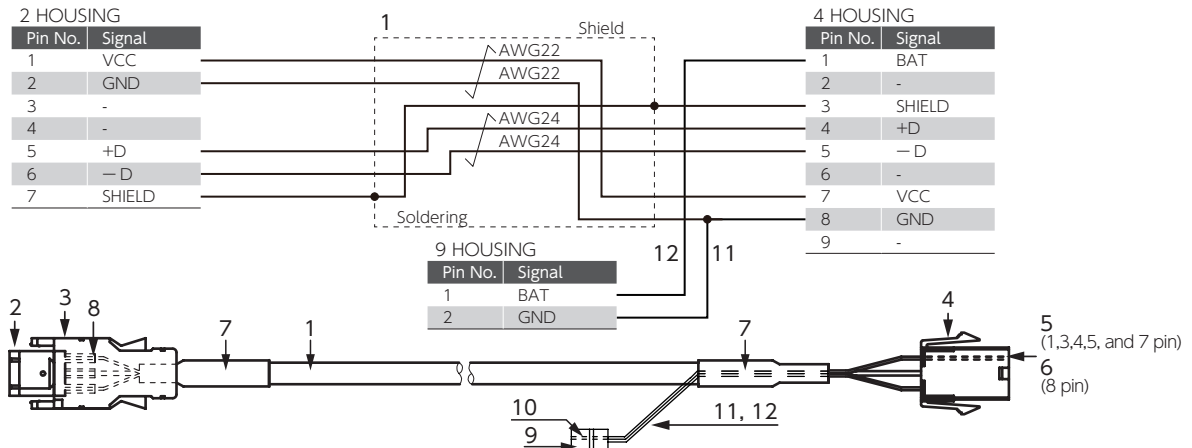 2 HOUSING
Pin No. Signal
1 VCC
2 GND
3 -
4 -
5 +D
6 －D
7 SHIELD
1
Shield
AWG22
AWG22
AWG24
AWG24
Soldering
4 HOUSING
Pin No. Signal
1 BAT
2 -
3 SHIELD
4 +D
5 －D
6 -
7 VCC
8 GND
9 -
12 11
9 HOUSING
Pin No. Signal
1 BAT
2 GND
2 3 8 7 1 7 4
5
(1,3,4,5, and 7 pin)
6
(8 pin)
10
9
11, 12